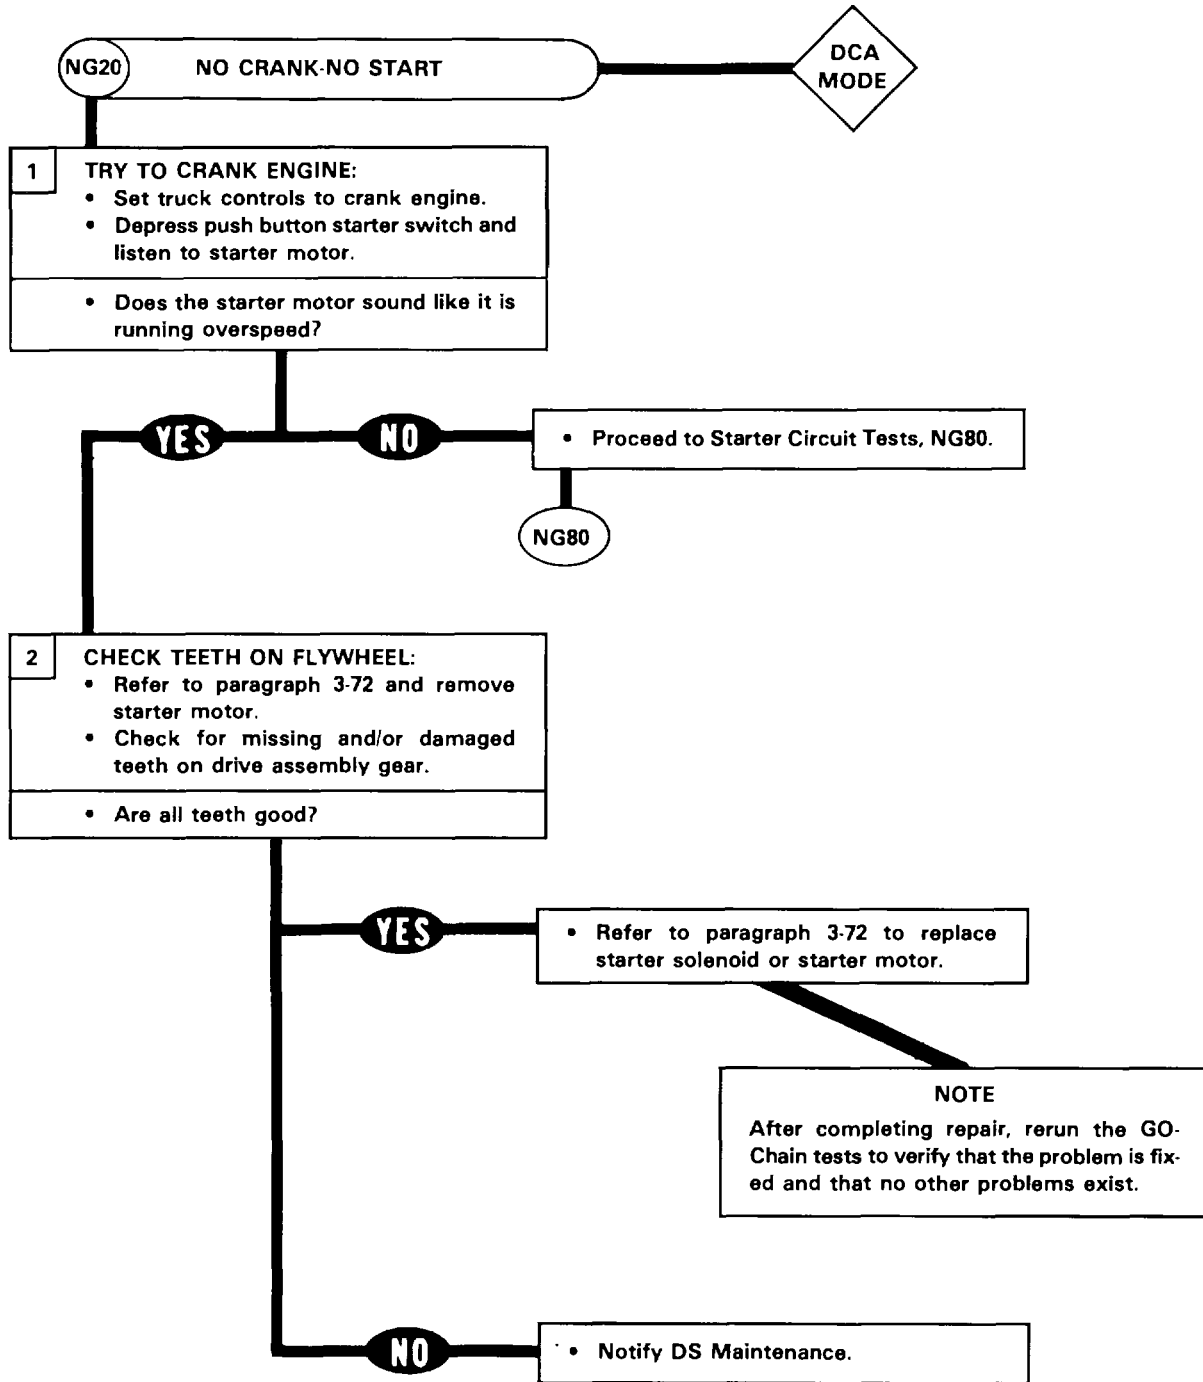 NG20 NO CRANK-NO START
DCA
MODE
1 TRY TO CRANK ENGINE:
• Set truck controls to crank engine.
• Depress push button starter switch and
listen to starter motor.
• Does the starter motor sound like it is
running overspeed?
YES
NO
• Proceed to Starter Circuit Tests, NG80.
NG80
2 CHECK TEETH ON FLYWHEEL:
• Refer to paragraph 3-72 and remove
starter motor.
• Check for missing and/or damaged
teeth on drive assembly gear.
• Are all teeth good?
YES
• Refer to paragraph 3-72 to replace
starter solenoid or starter motor.
NOTE
After completing repair, rerun the GO-
Chain tests to verify that the problem is fix-
ed and that no other problems exist.
NO
• Notify DS Maintenance.